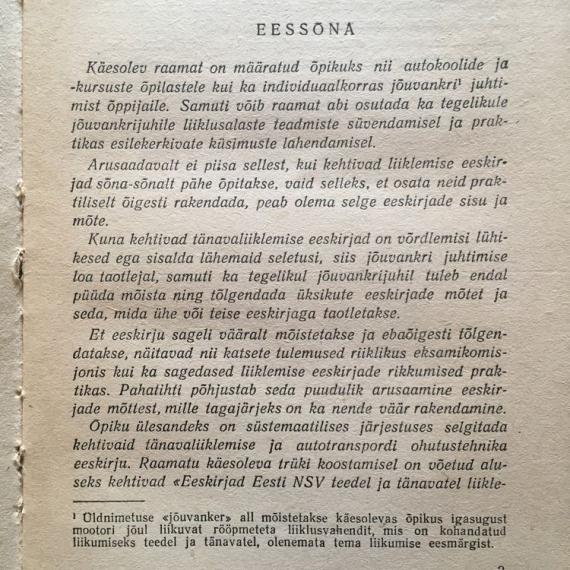 EESSÕNA
Käesolev raamat on määratud õpikuks nii autokoolide ja
-kursuste õpilastele kui ka individuaalkorras jõuvankri¹ juhti-
mist õppijaile. Samuti võib raamat abi osutada ka tegelikule
jõuvankrijuhile liiklusalaste teadmiste süvendamisel ja prak-
tikas esilekerkivate küsimuste lahendamisel.
Arusaadavalt ei piisa sellest, kui kehtivad liiklemise eeskir-
jad sõna-sõnalt pähe õpitakse, vaid selleks, et osata neid prak-
tiliselt õigesti rakendada, peab olema selge eeskirjade sisu ja
mõte.
Kuna kehtivad tänavaliiklemise eeskirjad on võrdlemisi lühi-
kesed ega sisalda lähemaid seletusi, siis jõuvankri juhtimise
loa taotlejal, samuti ka tegelikul jõuvankrijuhil tuleb endal
püüda mõista ning tõlgendada üksikute eeskirjade mõtet ja
seda, mida ühe või teise eeskirjaga taotletakse.
Et eeskirju sageli vääralt mõistetakse ja ebaõigesti tõlgen-
datakse, näitavad nii katsete tulemused riiklikus eksamikomis-
jonis kui ka sagedased liiklemise eeskirjade rikkumised prak-
tikas. Pahatihti põhjustab seda puudulik arusaamine eeskir-
jade mõttest, mille tagajärjeks on ka nende väär rakendamine.
Õpiku ülesandeks on süstemaatilises järjestuses selgitada
kehtivaid tänavaliiklemise ja autotranspordi ohutustehnika
eeskirju. Raamatu käesoleva trüki koostamisel on võetud alu-
seks kehtivad «Eeskirjad Eesti NSV teedel ja tänavatel liikle-
¹ Üldnimetuse «jõuvanker» all mõistetakse käesolevas õpikus igasugust
mootori jõul liikuvat rööpmeteta liiklusvahendit, mis on kohandatud
liikumiseks teedel ja tänavatel, olenemata tema liikumise eesmärgist.